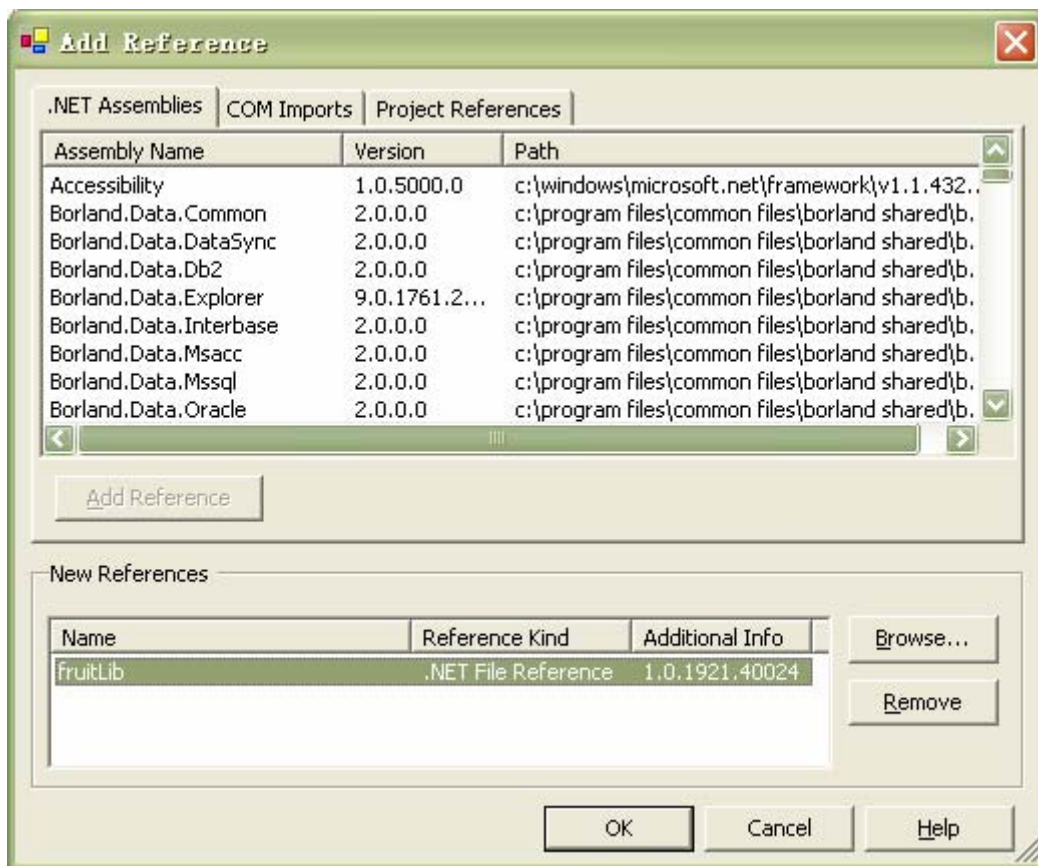 Add Reference
.NET Assemblies COM Imports Project References
Assembly Name Version Path
Accessibility 1.0.5000.0 c:\windows\microsoft.net\framework\v1.1.432..
Borland.Data.Common 2.0.0.0 c:\program files\common files\borland shared\b.
Borland.Data.DataSync 2.0.0.0 c:\program files\common files\borland shared\b.
Borland.Data.Db2 2.0.0.0 c:\program files\common files\borland shared\b.
Borland.Data.Explorer 9.0.1761.2... c:\program files\common files\borland shared\b.
Borland.Data.Interbase 2.0.0.0 c:\program files\common files\borland shared\b.
Borland.Data.Msacc 2.0.0.0 c:\program files\common files\borland shared\b.
Borland.Data.Mssql 2.0.0.0 c:\program files\common files\borland shared\b.
Borland.Data.Oracle 2.0.0.0 c:\program files\common files\borland shared\b.
Add Reference
New References
Name Reference Kind Additional Info
fruitLib .NET File Reference 1.0.1921.40024
Browse...
Remove
OK Cancel Help